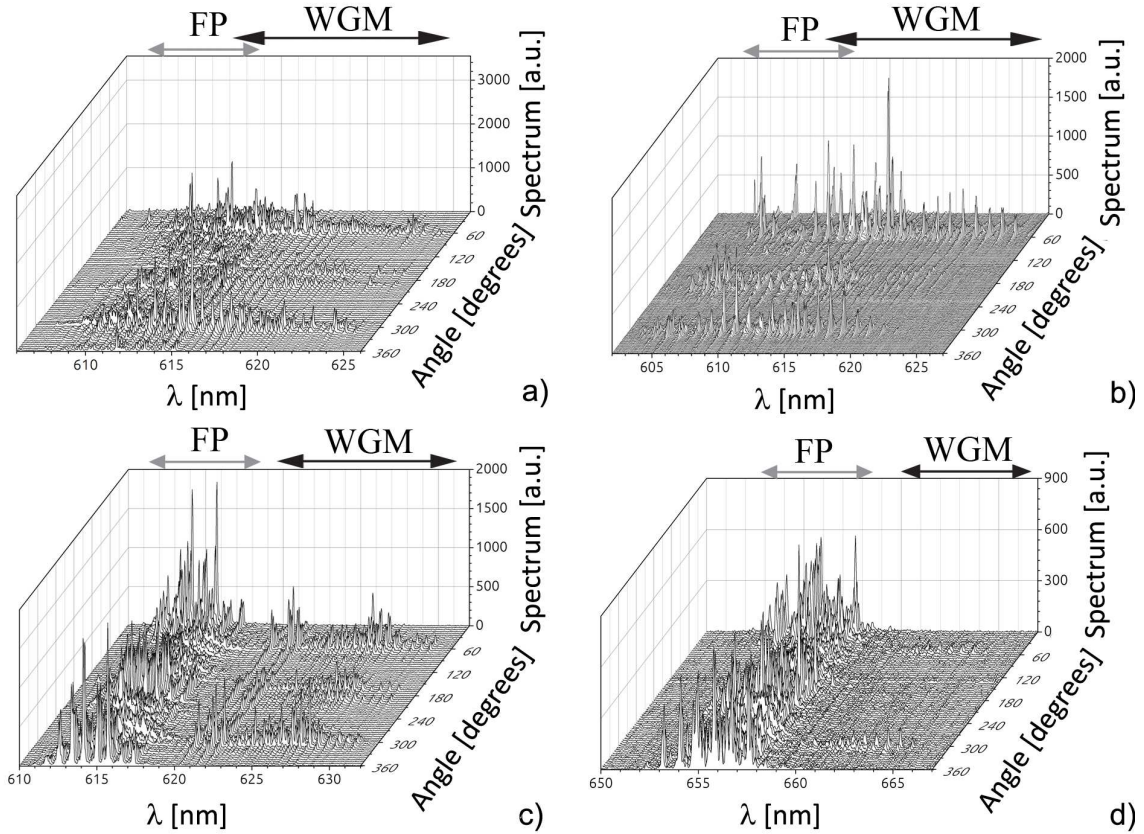 FP WGM
3000
2000
1000
0
Spectrum [a.u.]
60
120
180
240
300
360
Angle [degrees]
610 615 620 625
λ [nm]
a)
FP WGM
2000
1500
1000
500
0
Spectrum [a.u.]
60
120
180
240
300
360
Angle [degrees]
605 610 615 620 625
λ [nm]
b)
FP WGM
2000
1500
1000
500
0
Spectrum [a.u.]
60
120
180
240
300
360
Angle [degrees]
610 615 620 625 630
λ [nm]
c)
FP WGM
900
600
300
0
Spectrum [a.u.]
60
120
180
240
300
360
Angle [degrees]
650 655 660 665
λ [nm]
d)